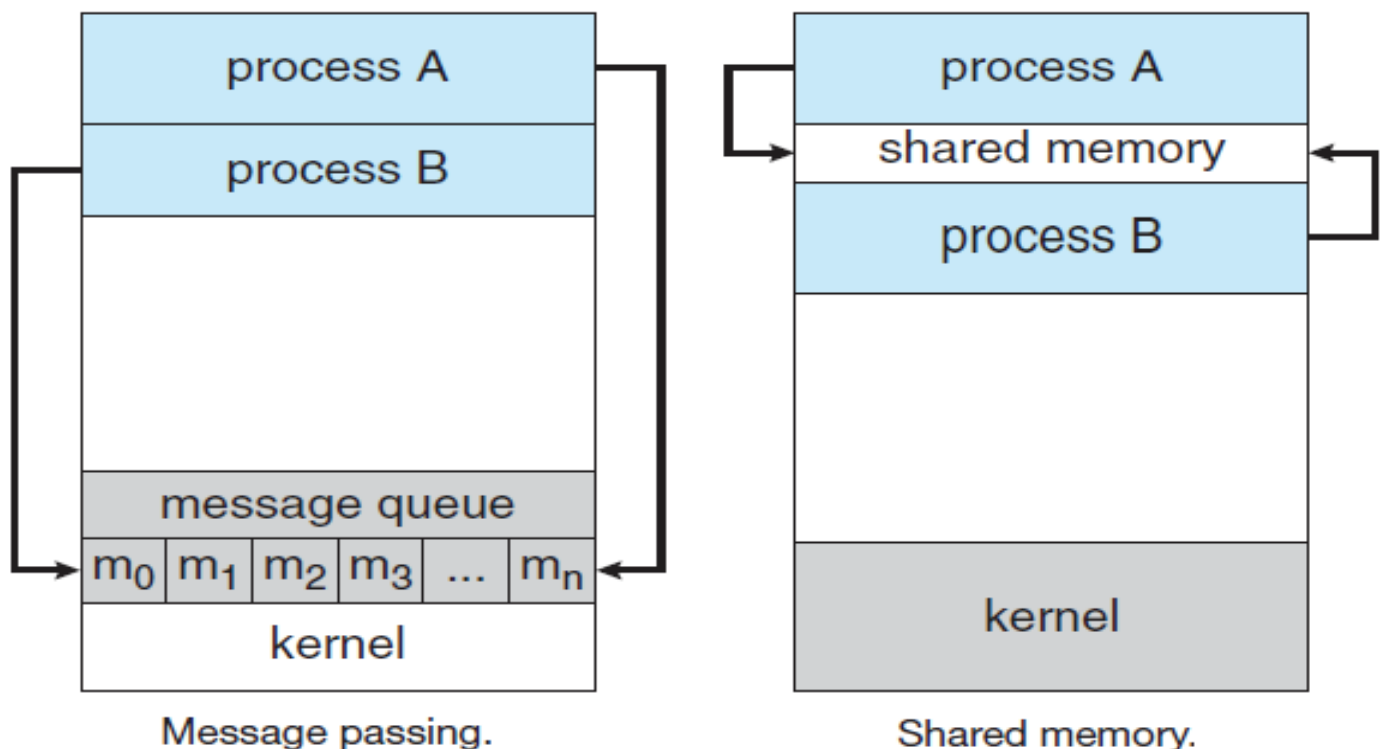 process A
process B
message queue
m₀ m₁ m₂ m₃ ... mₙ
kernel
Message passing.
process A
shared memory
process B
kernel
Shared memory.